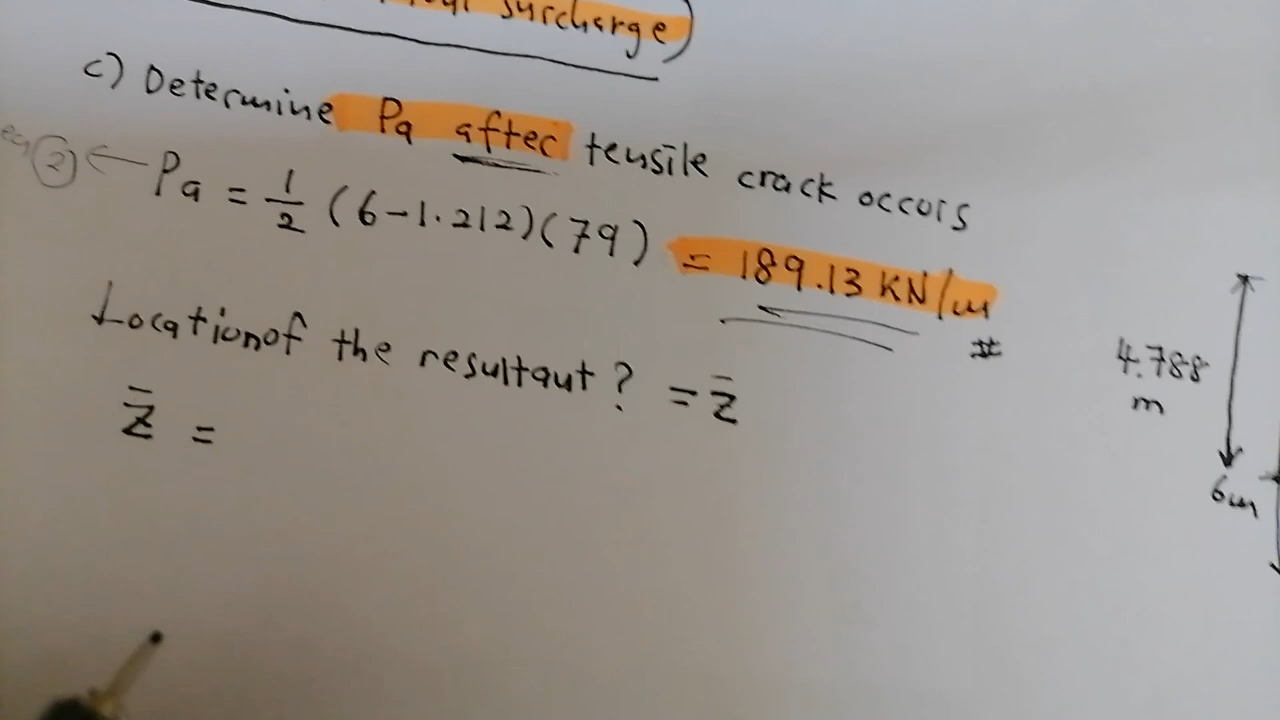 surcharge)
c) Determine Pa after tensile crack occors
eq ② ← Pa = 1/2 (6-1.212)(79) = 189.13 KN/m
#
Location of the resultant? = z̄
z̄ =
4.788
m
6m